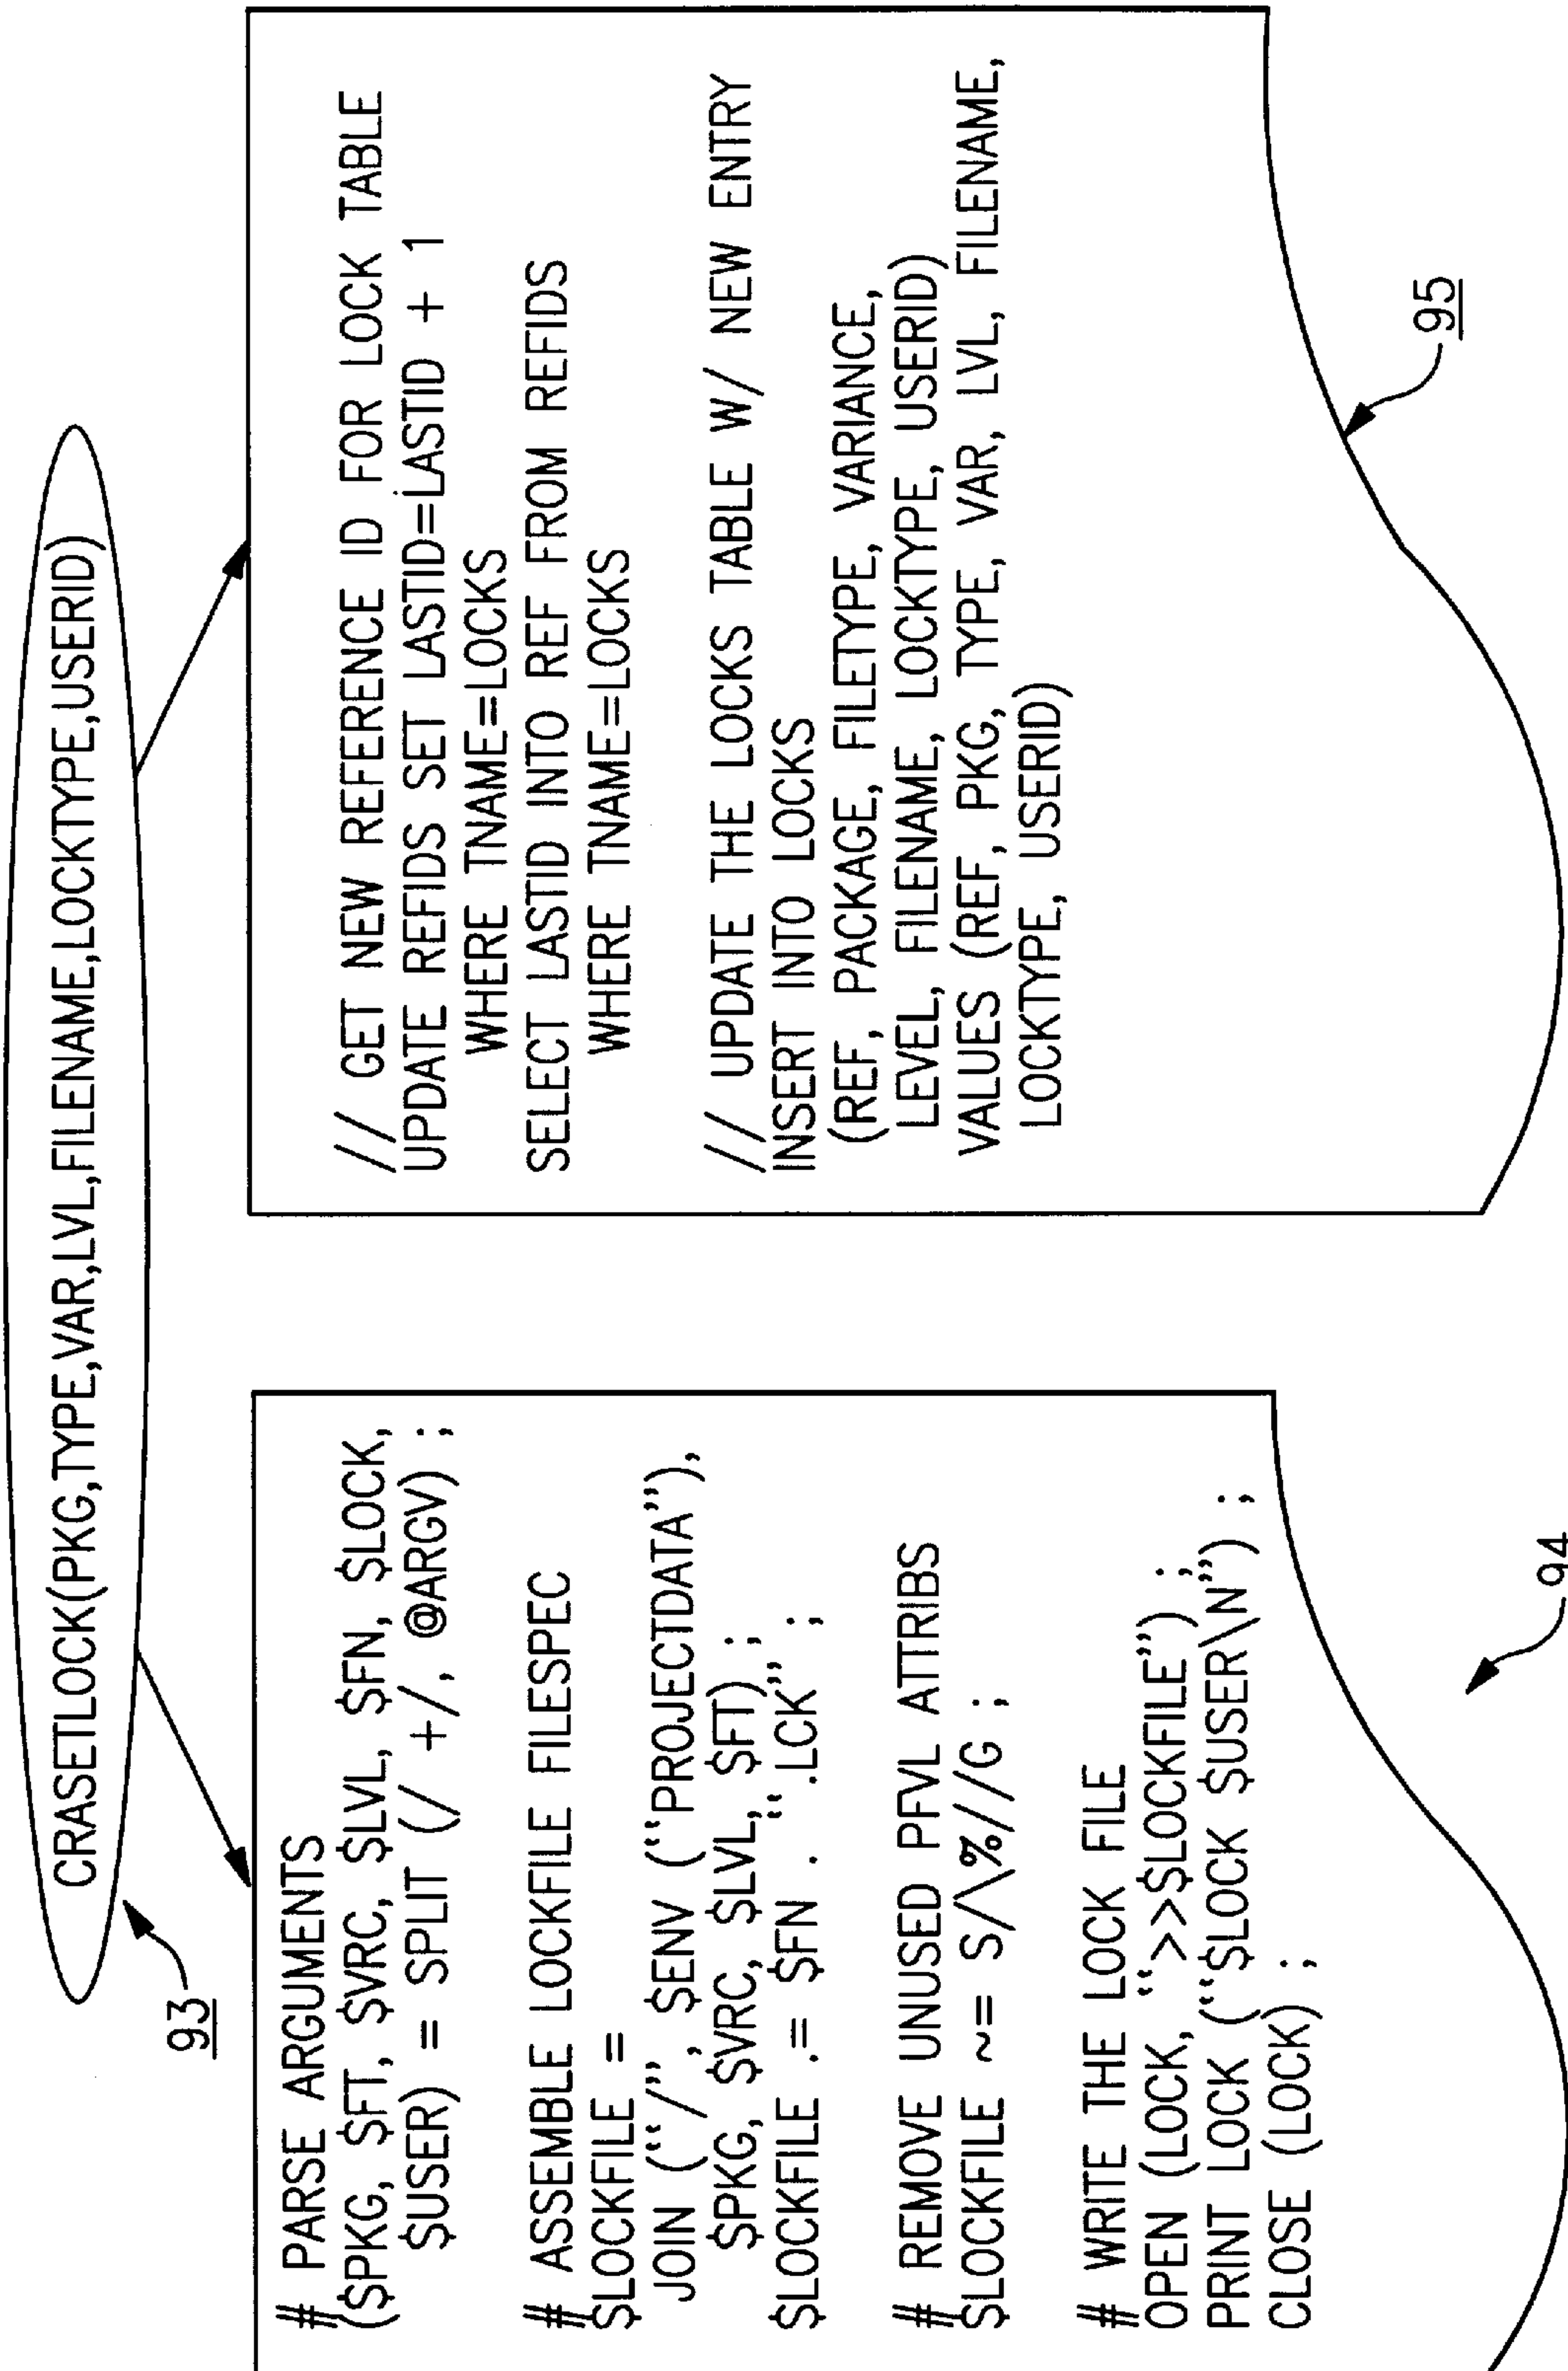 CRASETLOCK(PKG,TYPE,VAR,LVL,FILENAME,LOCKTYPE,USERID)
93
# PARSE ARGUMENTS
($PKG, $FT, $VRC, $LVL, $FN, $LOCK,
$USER) = SPLIT (/ +/, @ARGV) ;
# ASSEMBLE LOCKFILE FILESPEC
$LOCKFILE =
JOIN (“/”, $ENV (“PROJECTDATA”),
$PKG, $VRC, $LVL, $FT) ;
$LOCKFILE .= $FN . “.LCK” ;
# REMOVE UNUSED PFVL ATTRIBS
$LOCKFILE ~= S/\%//G ;
# WRITE THE LOCK FILE
OPEN (LOCK, “>>$LOCKFILE”) ;
PRINT LOCK (“$LOCK $USER\N”) ;
CLOSE (LOCK) ;
94
// GET NEW REFERENCE ID FOR LOCK TABLE
UPDATE REFIDS SET LASTID=LASTID + 1
WHERE TNAME=LOCKS
SELECT LASTID INTO REF FROM REFIDS
WHERE TNAME=LOCKS
// UPDATE THE LOCKS TABLE W/ NEW ENTRY
INSERT INTO LOCKS
(REF, PACKAGE, FILETYPE, VARIANCE,
LEVEL, FILENAME, LOCKTYPE, USERID)
VALUES (REF, PKG, TYPE, VAR, LVL, FILENAME,
LOCKTYPE, USERID)
95